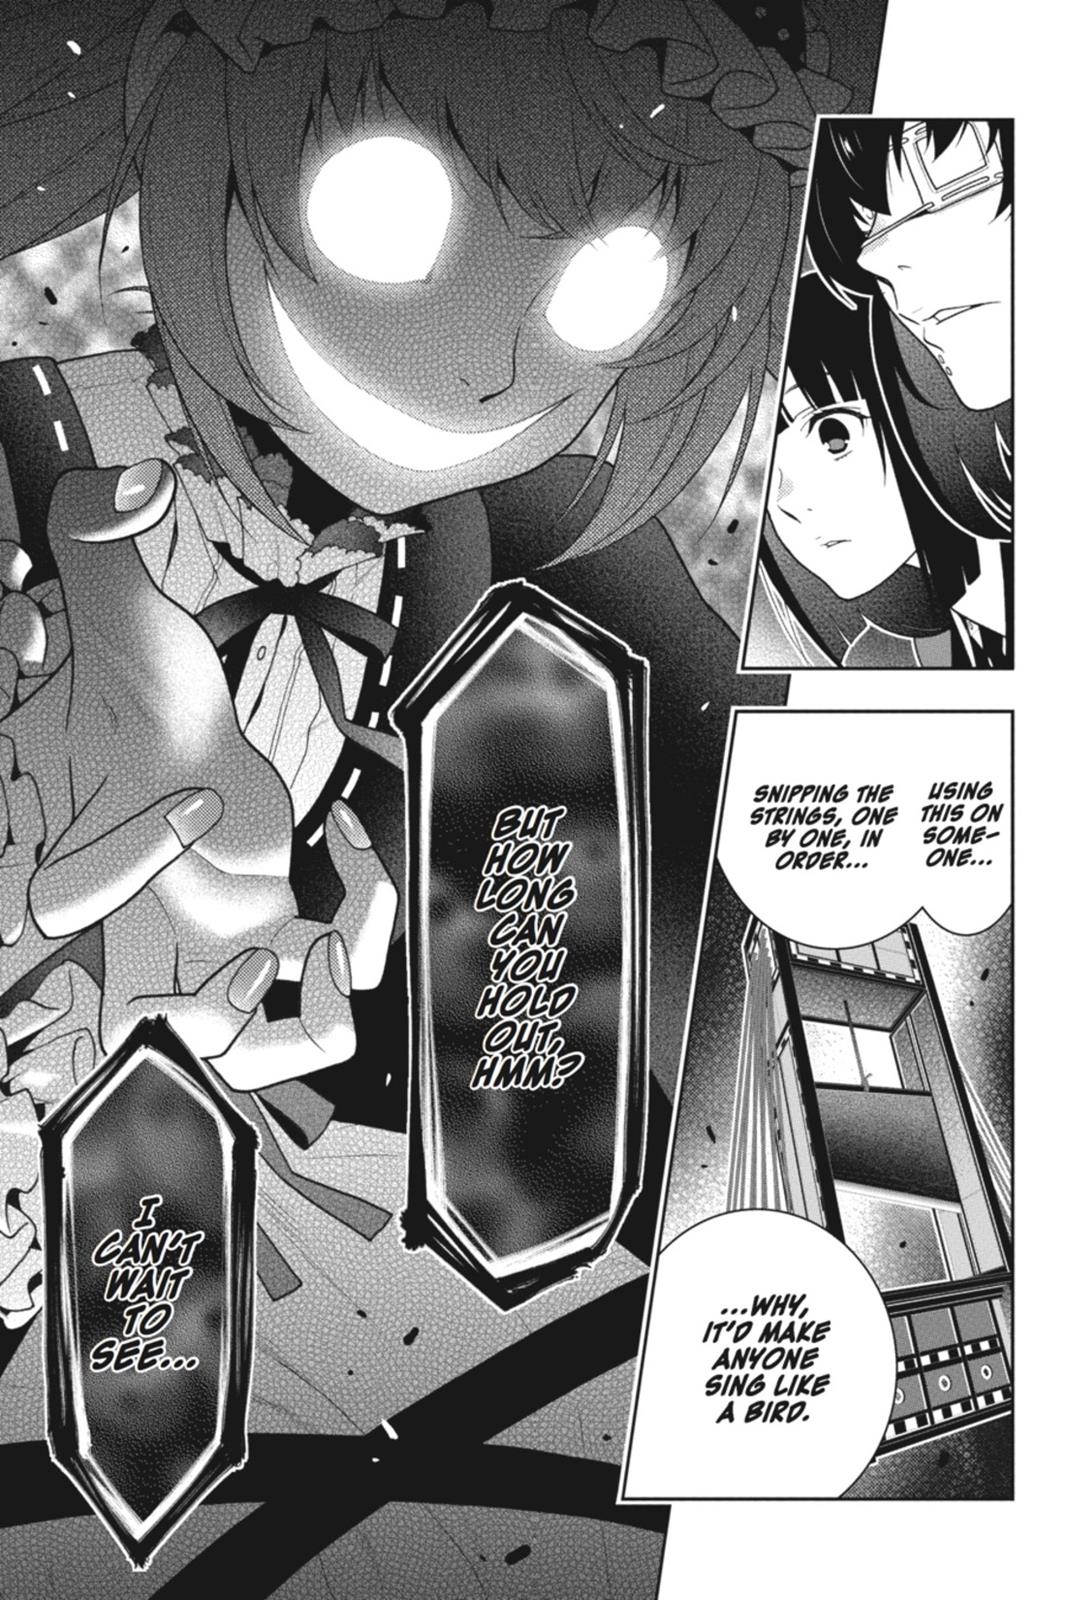 USING
THIS ON
SOME-
ONE...
SNIPPING THE
STRINGS, ONE
BY ONE, IN
ORDER...
...WHY,
IT'D MAKE
ANYONE
SING LIKE
A BIRD.
BUT
HOW
LONG
CAN
YOU
HOLD
OUT,
HMM?
I
CAN'T
WAIT
TO
SEE...